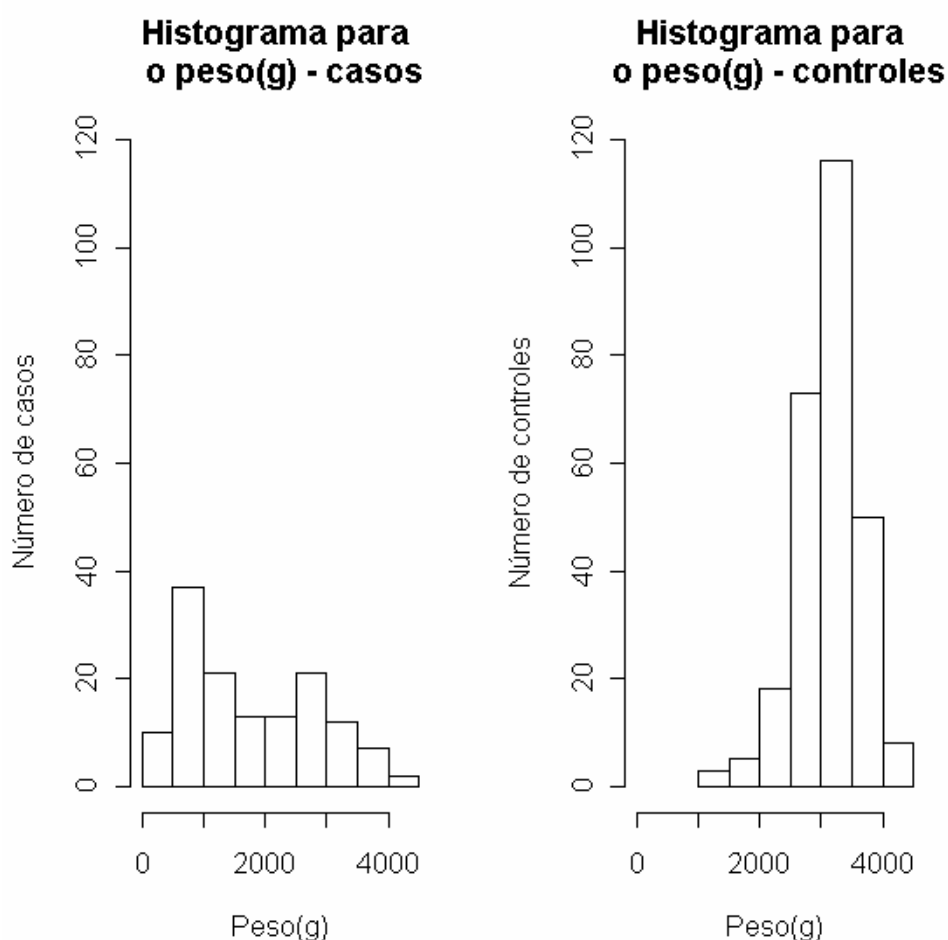 Histograma para
o peso(g) - casos
Número de casos
0
20
40
60
80
100
120
0
2000
4000
Peso(g)
Histograma para
o peso(g) - controles
Número de controles
0
20
40
60
80
100
120
0
2000
4000
Peso(g)